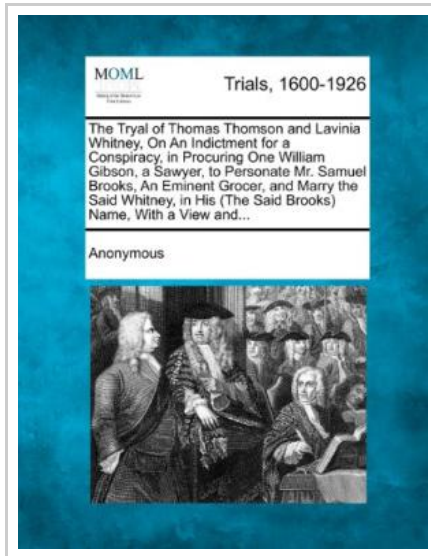 MOML
Trials, 1600-1926
The Tryal of Thomas Thomson and Lavinia
Whitney, On An Indictment for a
Conspiracy, in Procuring One William
Gibson, a Sawyer, to Personate Mr. Samuel
Brooks, An Eminent Grocer, and Marry the
Said Whitney, in His (The Said Brooks)
Name, With a View and...
Anonymous